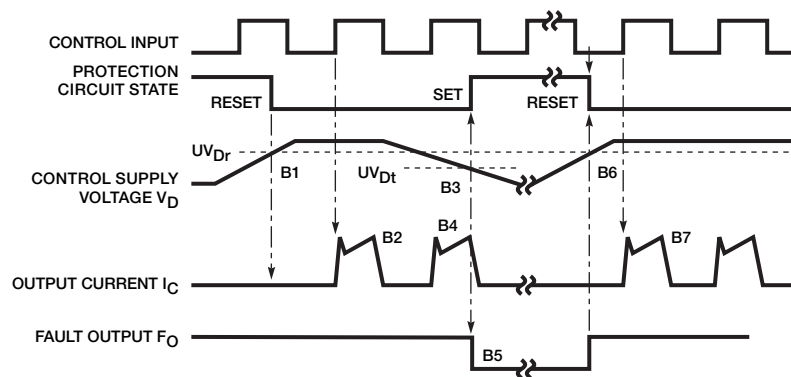 CONTROL INPUT
PROTECTION
CIRCUIT STATE
RESET
SET
RESET
UVDr
B1
UVDt
B3
B6
CONTROL SUPPLY
VOLTAGE VD
B2
B4
B7
OUTPUT CURRENT IC
FAULT OUTPUT FO
B5